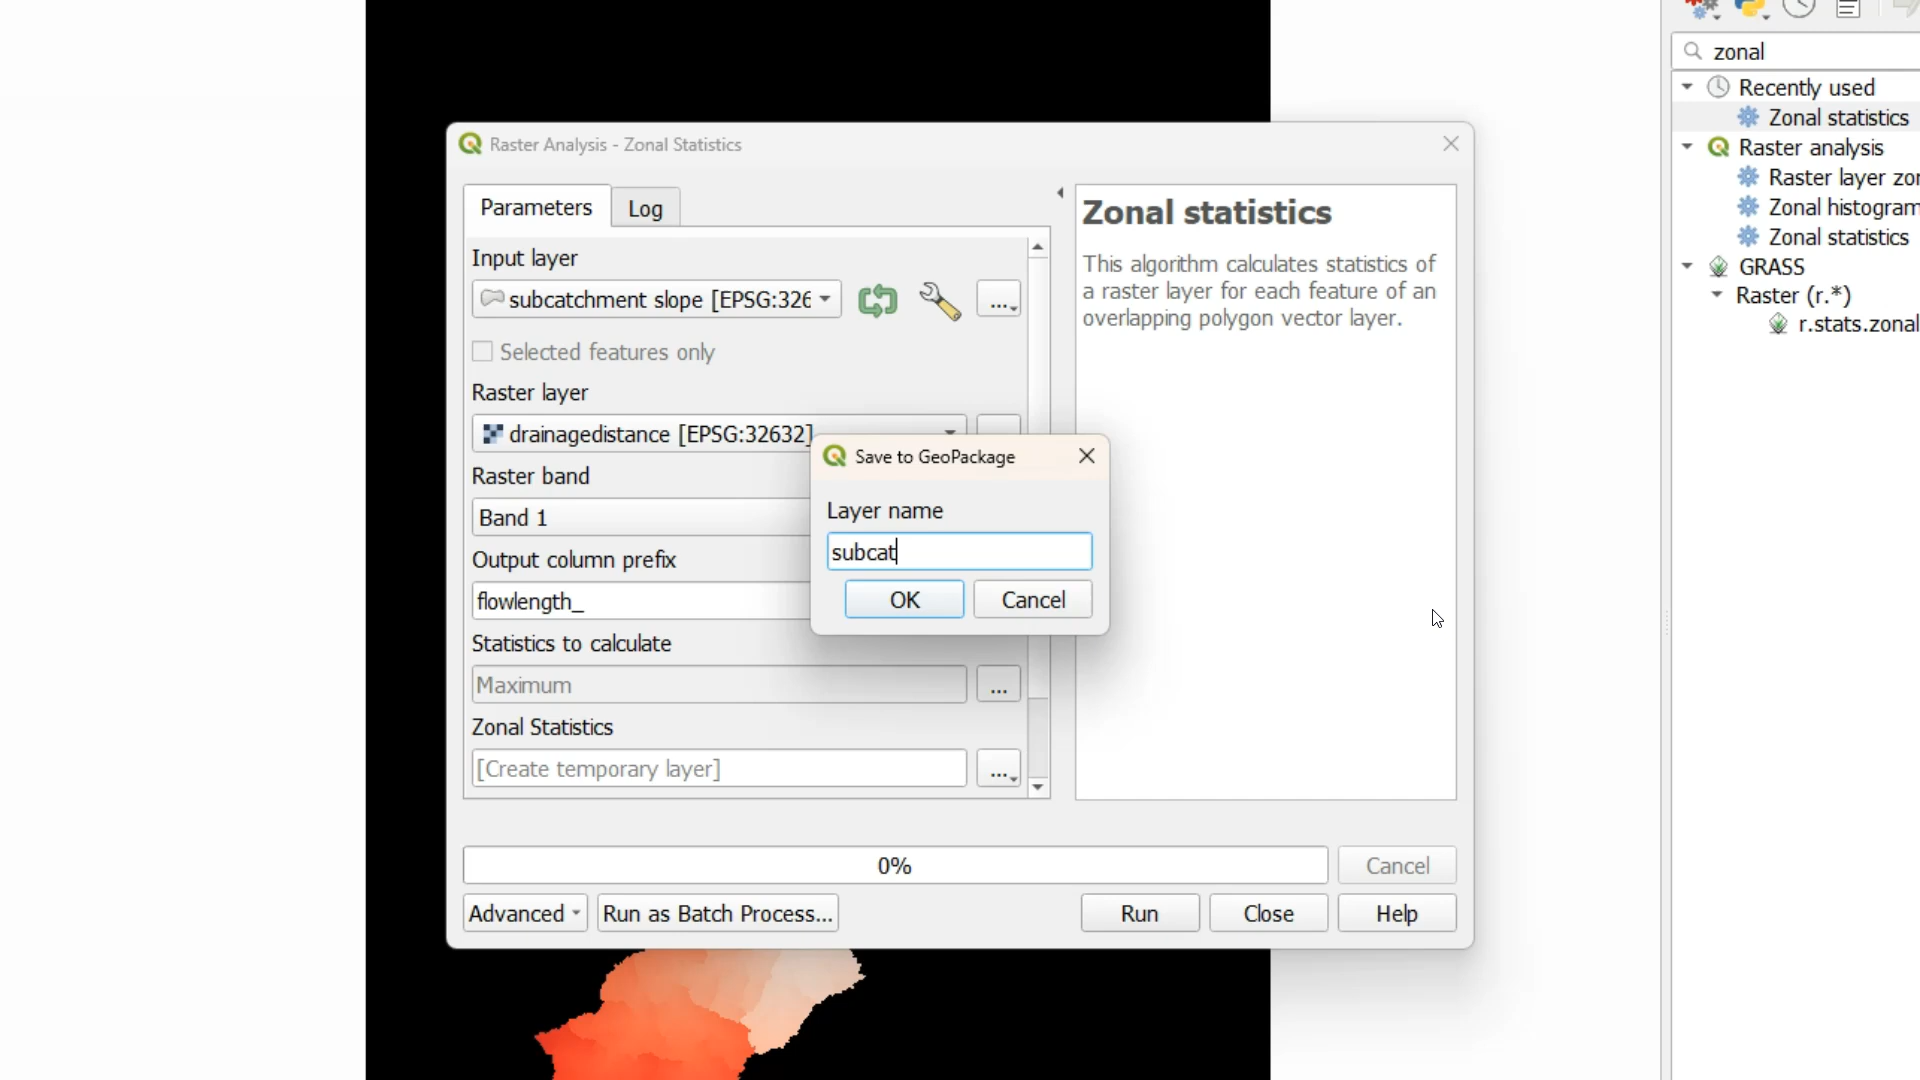 zonal
Recently used
Zonal statistics
Raster analysis
Raster layer
Zonal histogram
Zonal statistics
GRASS
Raster (r.*)
r.stats.zonal
Raster Analysis - Zonal Statistics
Parameters
Log
Input layer
subcatchment slope [EPSG:326
...
Selected features only
Raster layer
drainagedistance [EPSG:32632]
Raster band
Band 1
Output column prefix
flowlength_
Statistics to calculate
Maximum
...
Zonal Statistics
[Create temporary layer]
...
Zonal statistics
This algorithm calculates statistics of
a raster layer for each feature of an
overlapping polygon vector layer.
Save to GeoPackage
Layer name
subcat
OK
Cancel
0%
Cancel
Advanced
Run as Batch Process...
Run
Close
Help